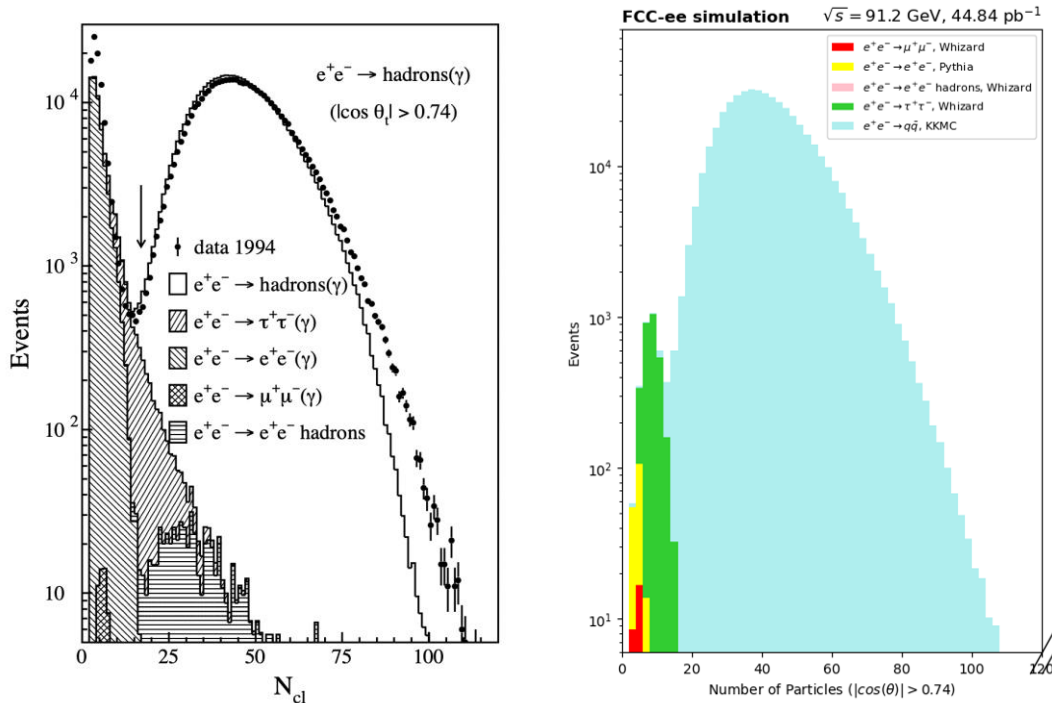 e⁺e⁻ → hadrons(γ)
(|cos θₜ| > 0.74)
10⁴
10³
10²
10
Events
data 1994
e⁺e⁻ → hadrons(γ)
e⁺e⁻ → τ⁺τ⁻(γ)
e⁺e⁻ → e⁺e⁻(γ)
e⁺e⁻ → μ⁺μ⁻(γ)
e⁺e⁻ → e⁺e⁻ hadrons
0 25 50 75 100
N_cl
FCC-ee simulation √s = 91.2 GeV, 44.84 pb⁻¹
e⁺e⁻→μ⁺μ⁻, Whizard
e⁺e⁻→e⁺e⁻, Pythia
e⁺e⁻→e⁺e⁻ hadrons, Whizard
e⁺e⁻→τ⁺τ⁻, Whizard
e⁺e⁻→qq̄, KKMC
10⁴
10³
10²
10¹
Events
0 20 40 60 80 100 120
Number of Particles (|cos(θ)| > 0.74)